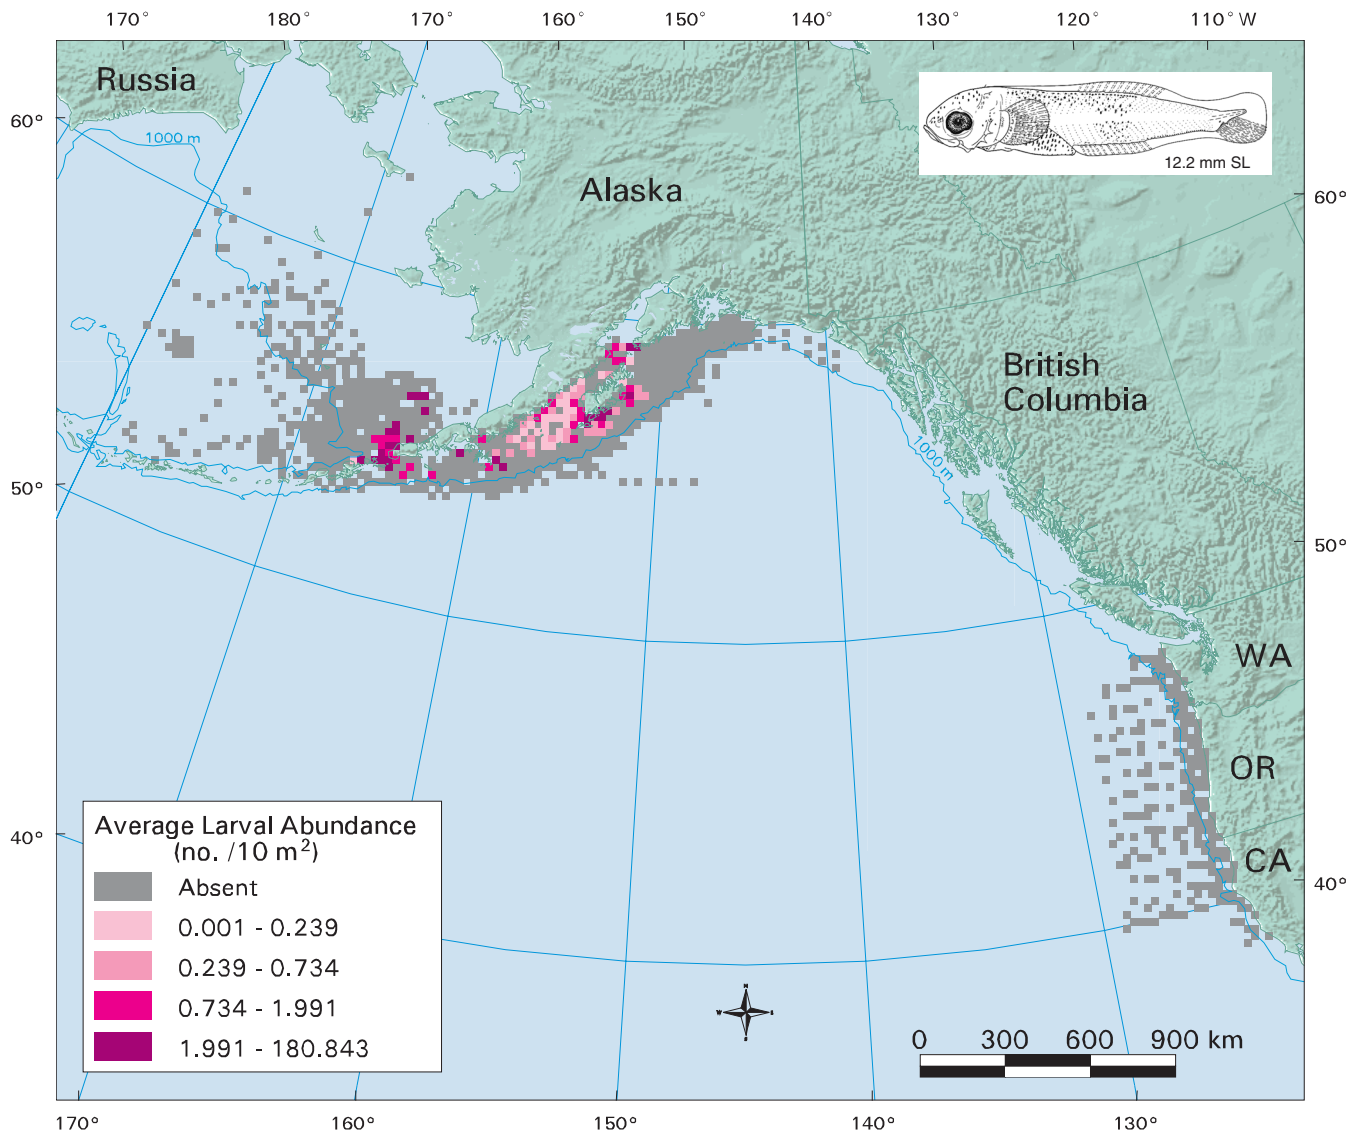 170° 180° 170° 160° 150° 140° 130° 120° 110° W
Russia
60°
1000 m
12.2 mm SL
Alaska
60°
British
Columbia
1000 m
50°
50°
WA
OR
CA
40°
40°
Average Larval Abundance
(no. /10 m²)
Absent
0.001 - 0.239
0.239 - 0.734
0.734 - 1.991
1.991 - 180.843
N
W
S
0 300 600 900 km
170° 160° 150° 140° 130°